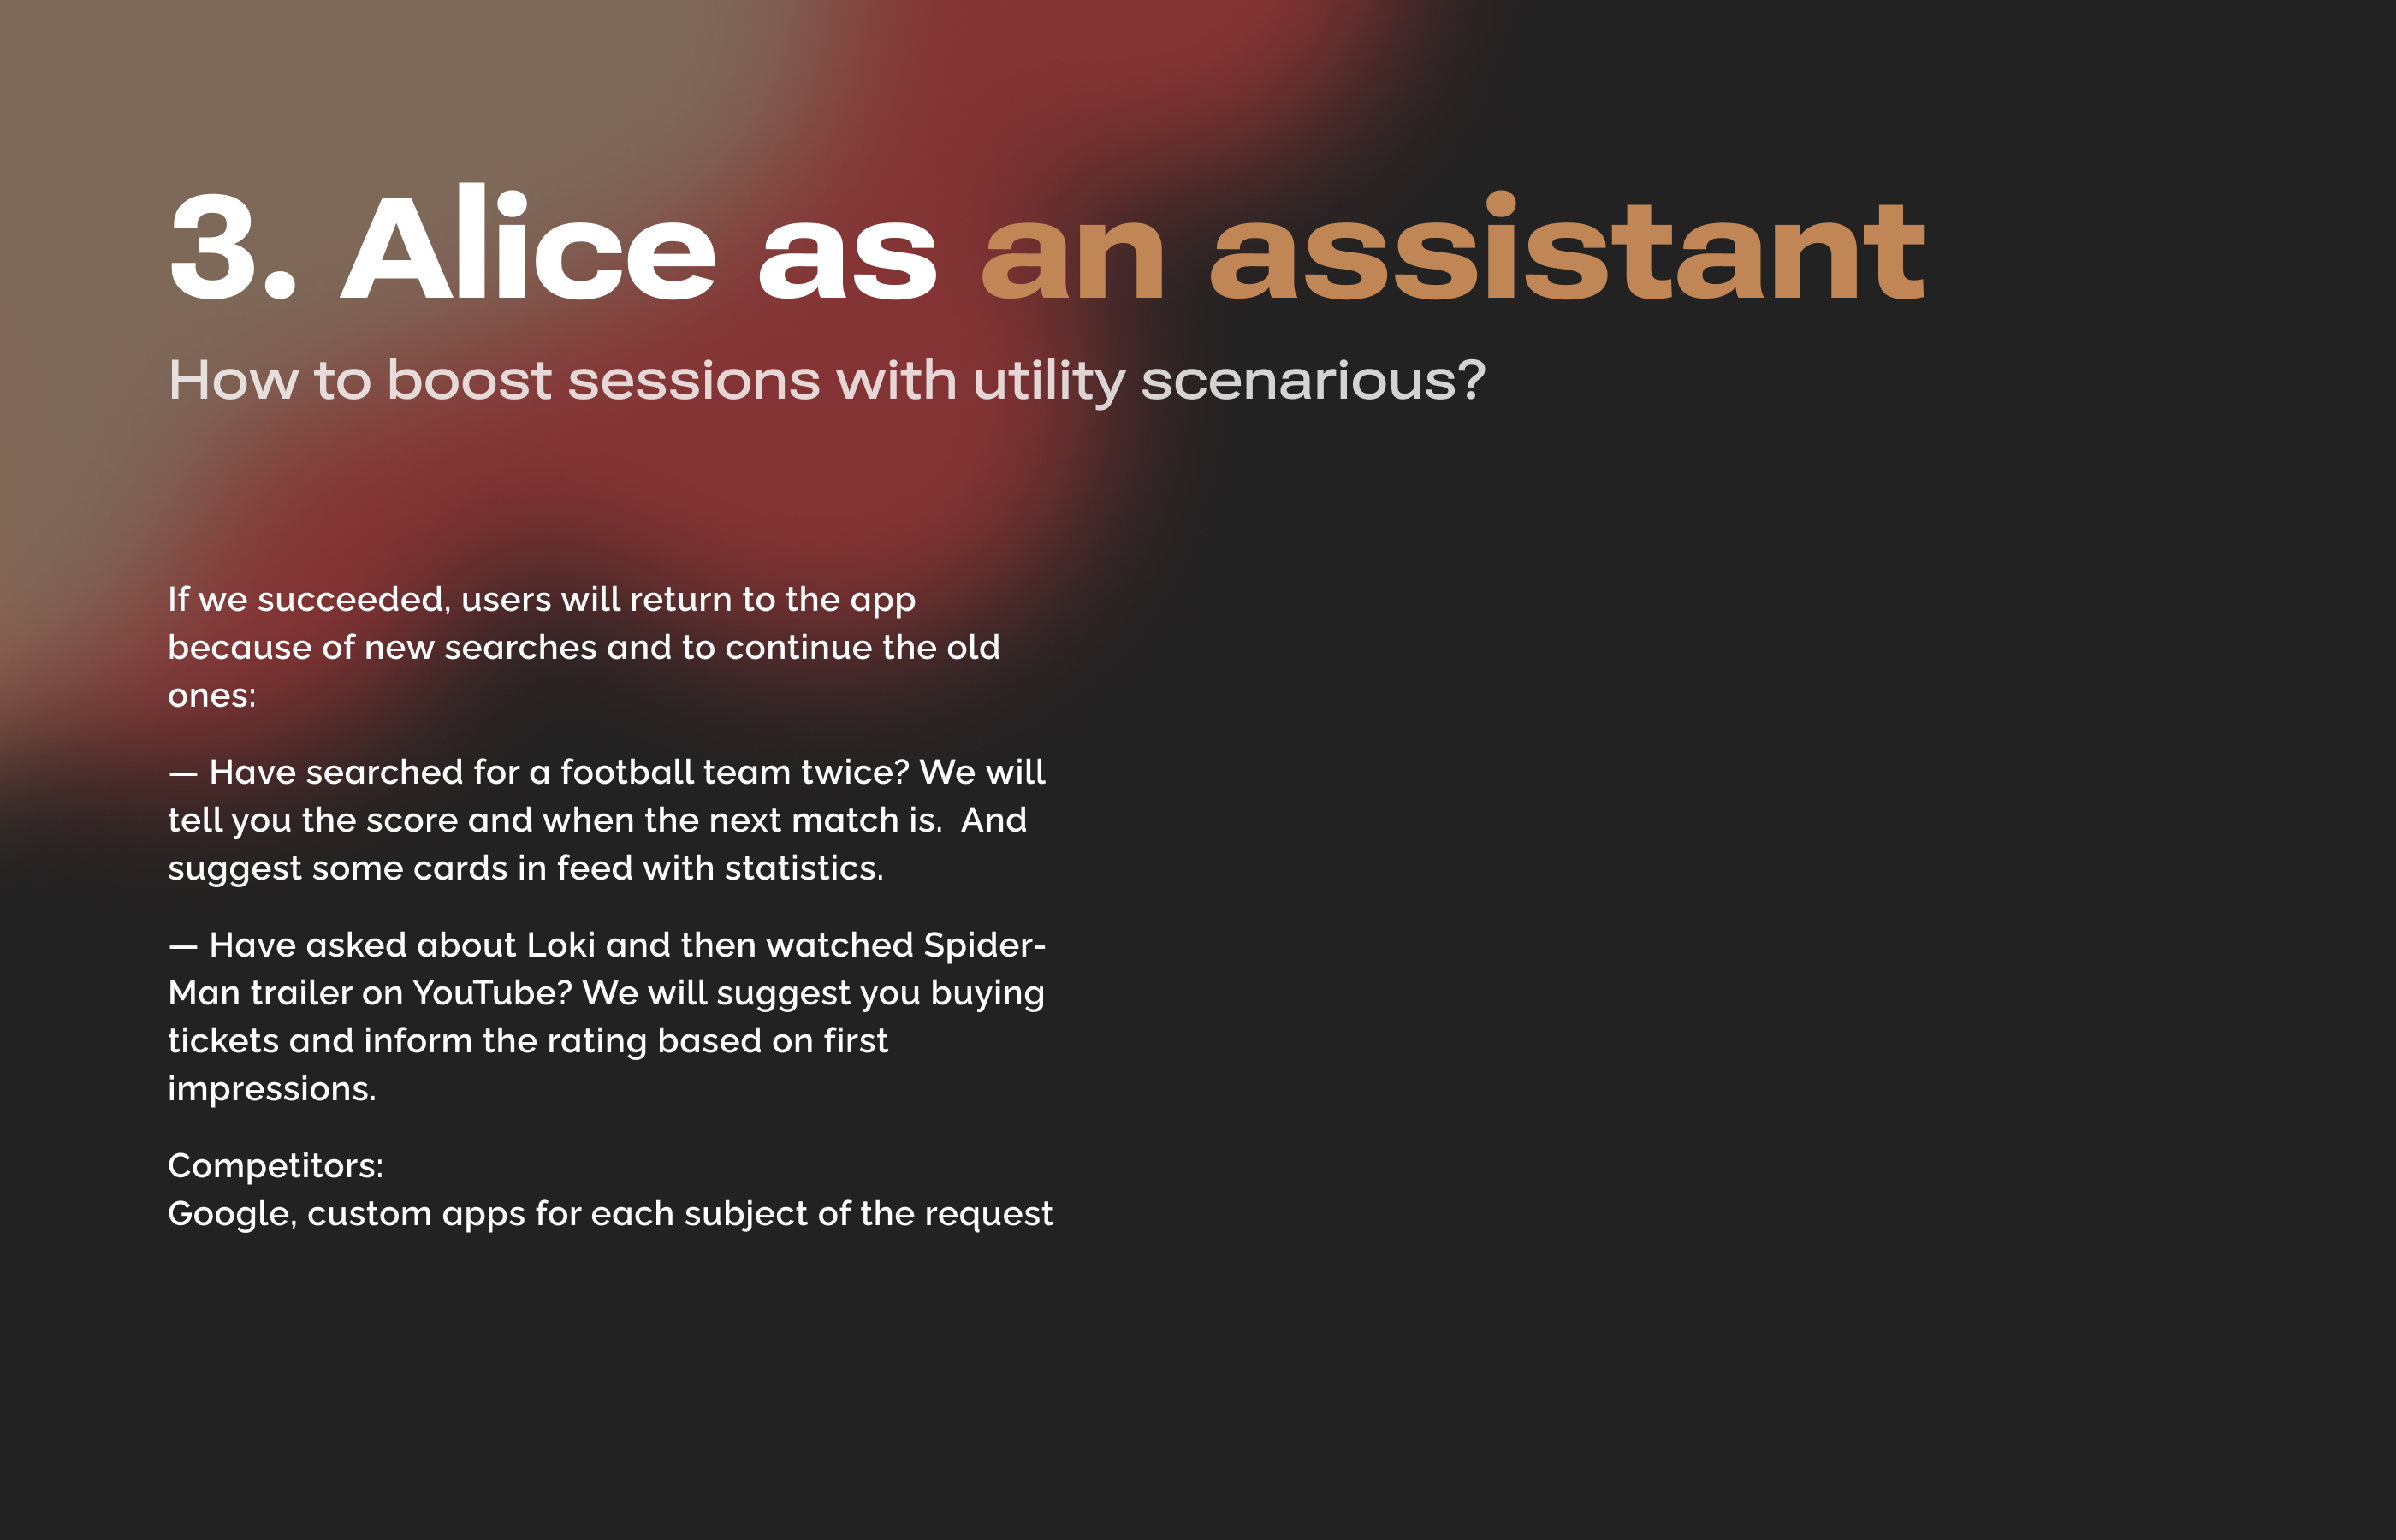 3. Alice as an assistant
How to boost sessions with utility scenarious?
If we succeeded, users will return to the app
because of new searches and to continue the old
ones:
— Have searched for a football team twice? We will
tell you the score and when the next match is.  And
suggest some cards in feed with statistics.
— Have asked about Loki and then watched Spider-
Man trailer on YouTube? We will suggest you buying
tickets and inform the rating based on first
impressions.
Competitors:
Google, custom apps for each subject of the request